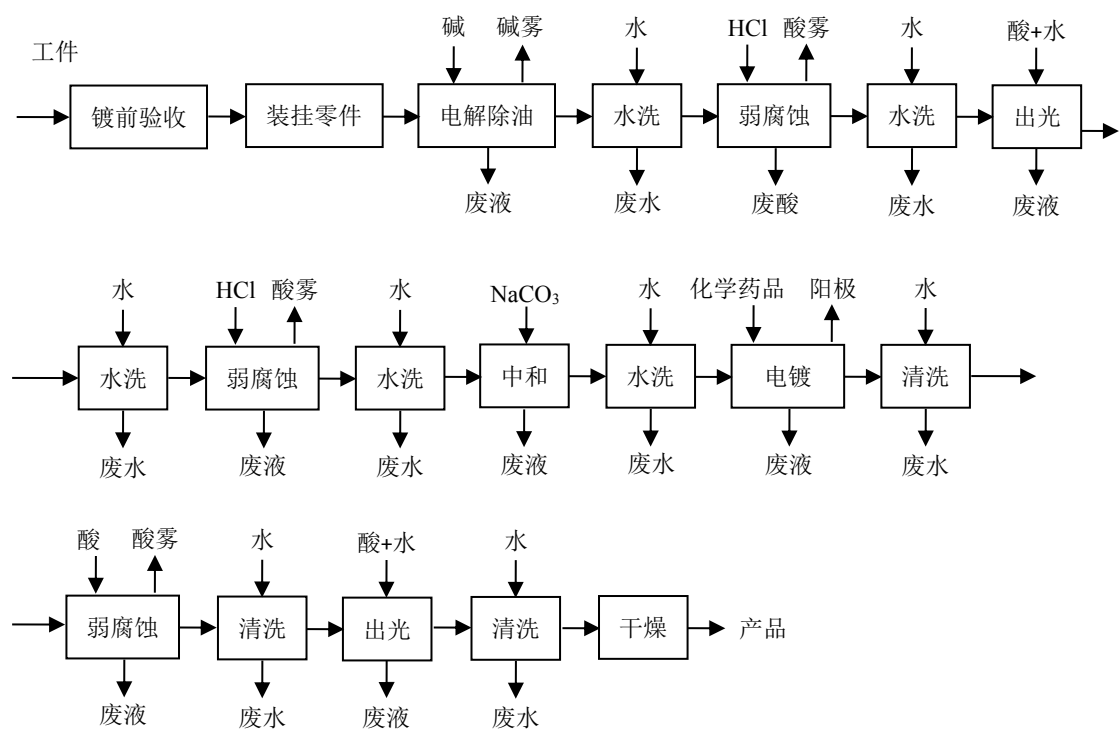 碱 碱雾 水 HCl 酸雾 水 酸+水
工件
镀前验收 装挂零件 电解除油 水洗 弱腐蚀 水洗 出光
废液 废水 废酸 废水 废液
水 HCl 酸雾 水 NaCO₃ 水 化学药品 阳极 水
水洗 弱腐蚀 水洗 中和 水洗 电镀 清洗
废水 废液 废水 废液 废水 废液 废水
酸 酸雾 水 酸+水 水
弱腐蚀 清洗 出光 清洗 干燥 产品
废液 废水 废液 废水